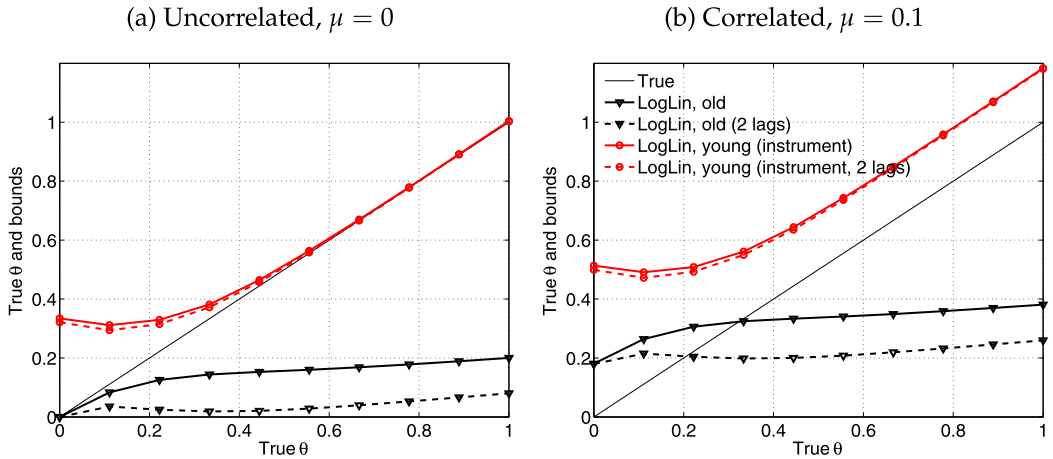 (a) Uncorrelated, μ = 0
True θ and bounds
1
0.8
0.6
0.4
0.2
0
0
0.2
0.4
0.6
0.8
1
True θ
(b) Correlated, μ = 0.1
True
LogLin, old
LogLin, old (2 lags)
LogLin, young (instrument)
LogLin, young (instrument, 2 lags)
True θ and bounds
1
0.8
0.6
0.4
0.2
0
0
0.2
0.4
0.6
0.8
1
True θ